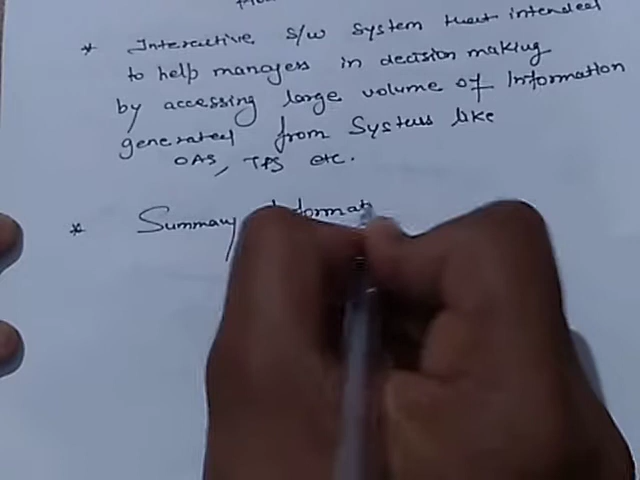 * Interactive s/w System that intended
to help managers in decision making
by accessing large volume of Information
generated from Systems like
OAS, TPS etc.
* Summary Informat